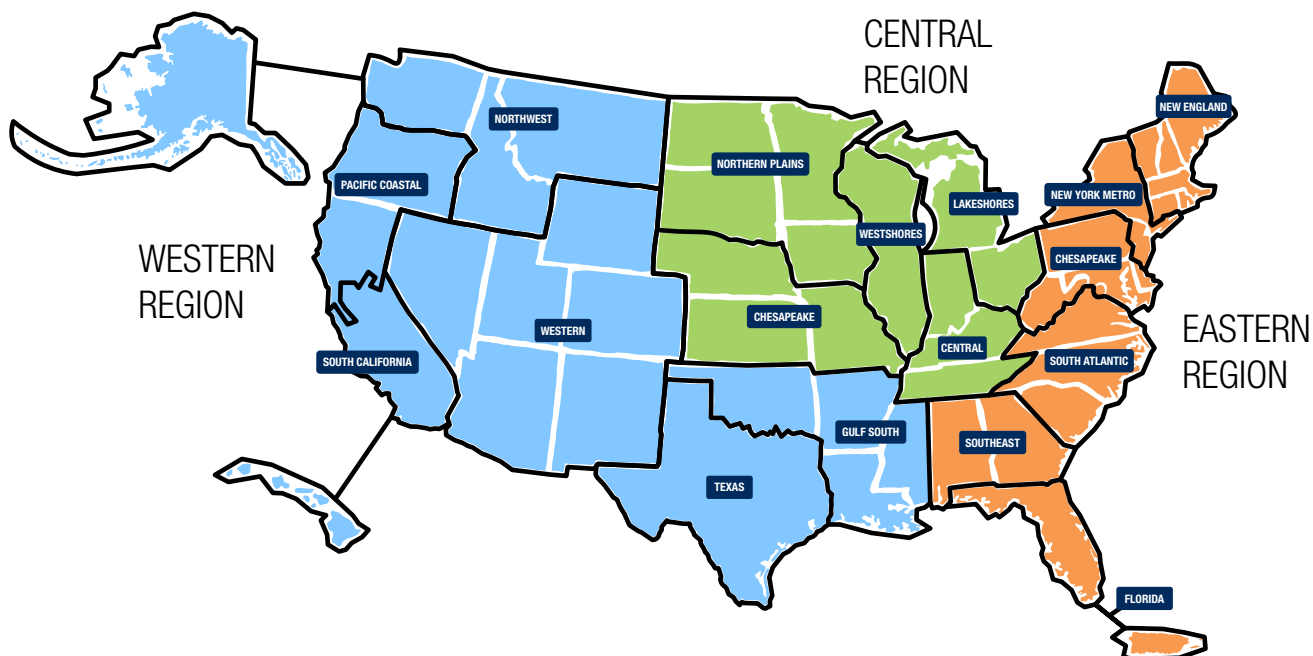 CENTRAL
REGION
NEW ENGLAND
NORTHWEST
NORTHERN PLAINS
PACIFIC COASTAL
NEW YORK METRO
LAKESHORES
WESTSHORES
WESTERN
REGION
CHESAPEAKE
CHESAPEAKE
WESTERN
EASTERN
REGION
CENTRAL
SOUTH CALIFORNIA
SOUTH ATLANTIC
GULF SOUTH
SOUTHEAST
TEXAS
FLORIDA